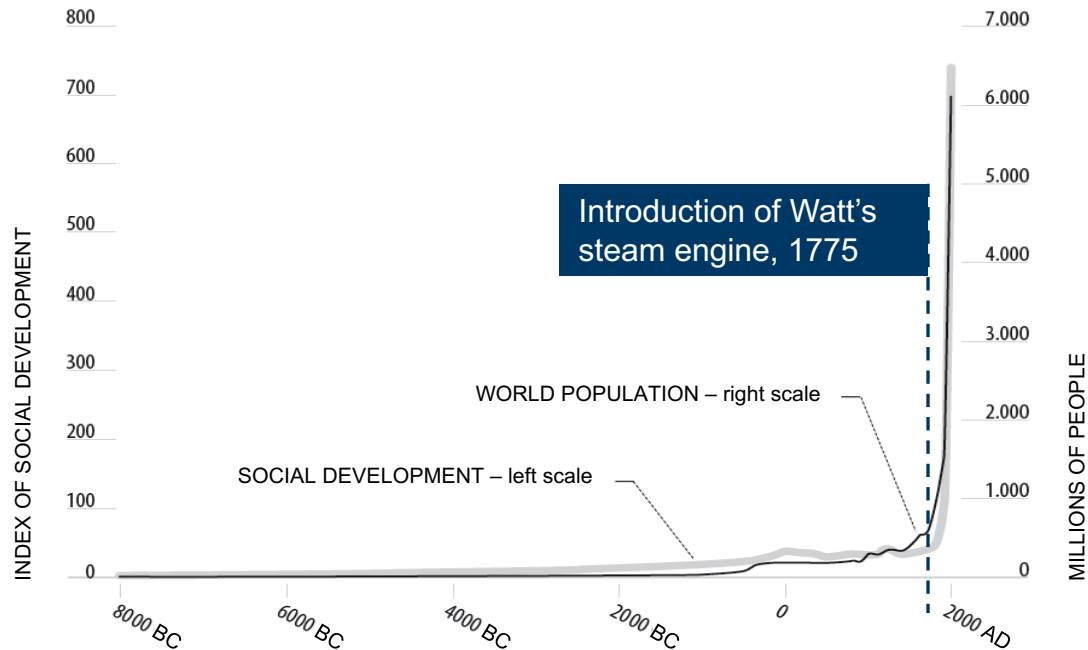 800
700
600
500
400
300
200
100
0
INDEX OF SOCIAL DEVELOPMENT
7.000
6.000
5.000
4.000
3.000
2.000
1.000
0
MILLIONS OF PEOPLE
Introduction of Watt’s
steam engine, 1775
WORLD POPULATION – right scale
SOCIAL DEVELOPMENT – left scale
8000 BC
6000 BC
4000 BC
2000 BC
0
2000 AD